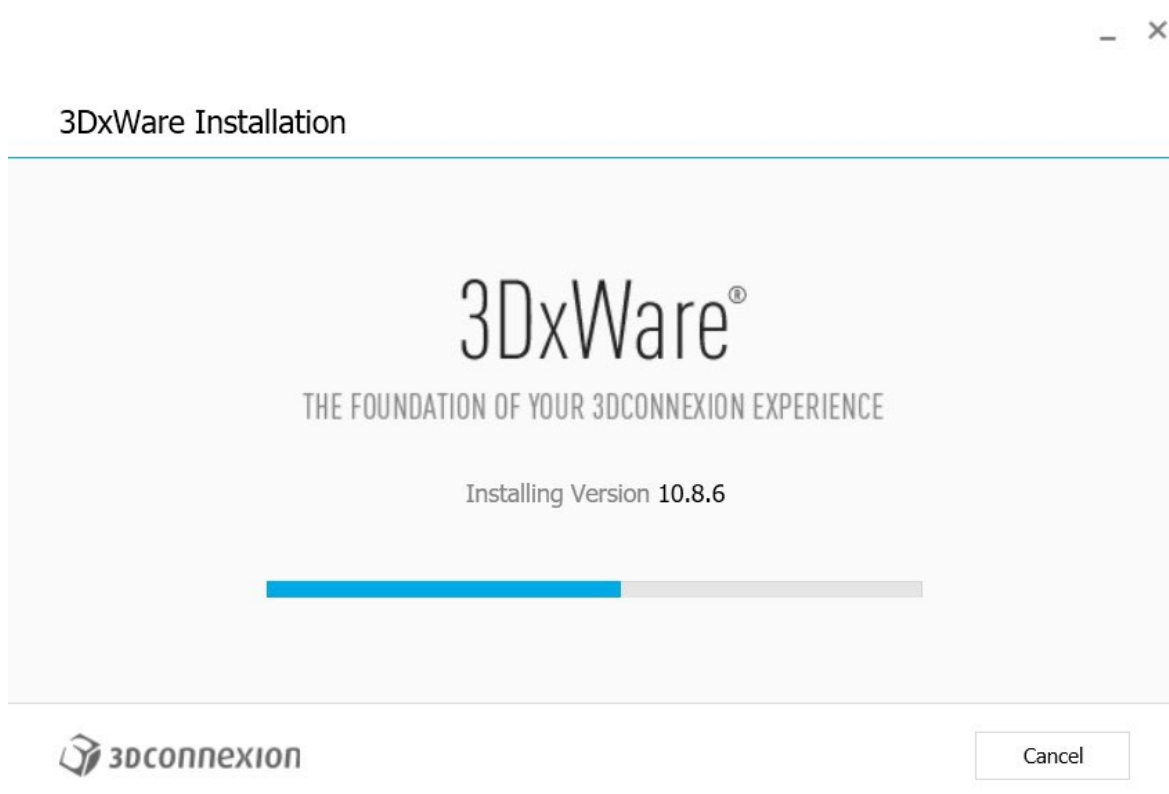 3DxWare Installation
3DxWare®
THE FOUNDATION OF YOUR 3DCONNEXION EXPERIENCE
Installing Version 10.8.6
3Dconnexion
Cancel